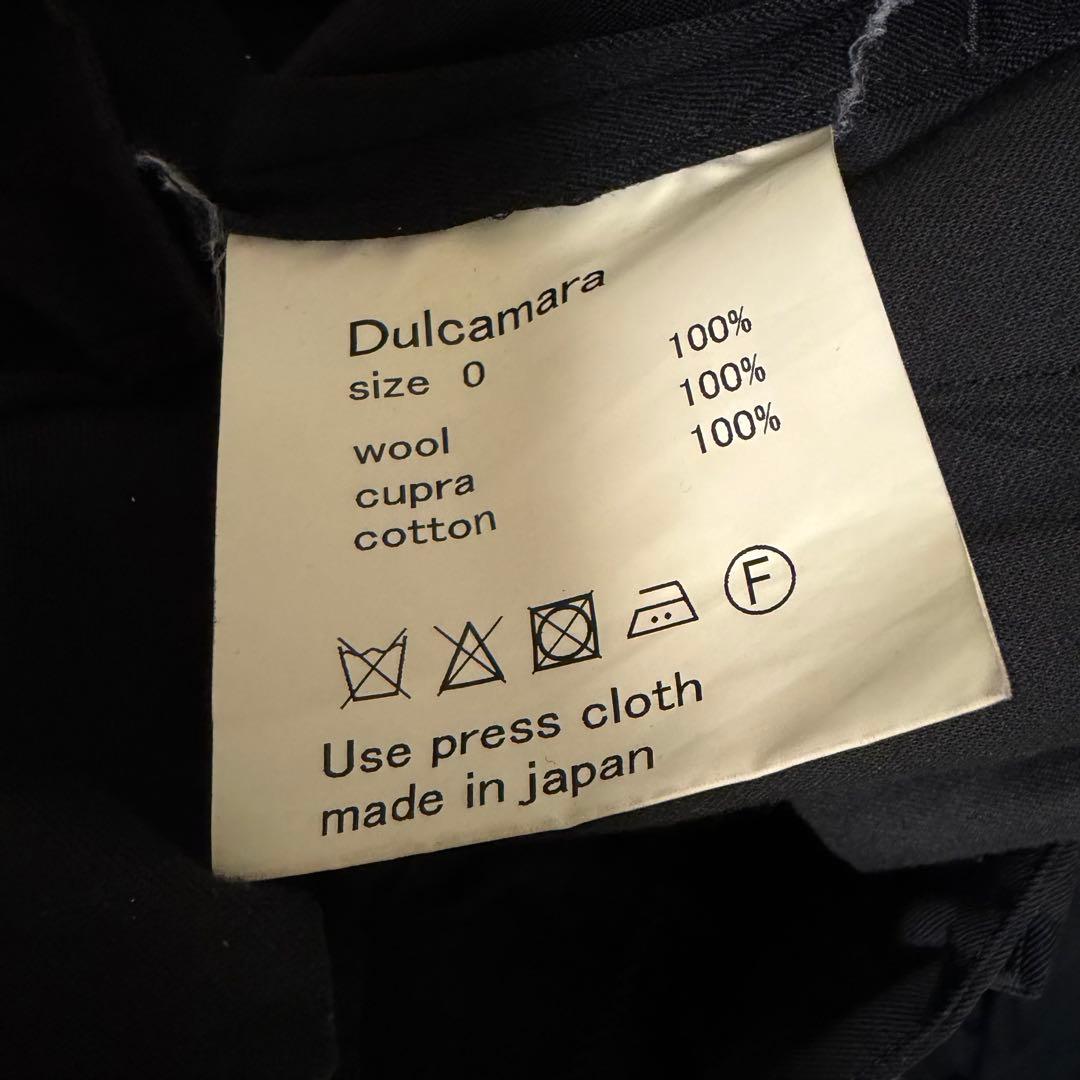 Dulcamara
size 0
wool 100%
cupra 100%
cotton 100%
F
Use press cloth
made in japan